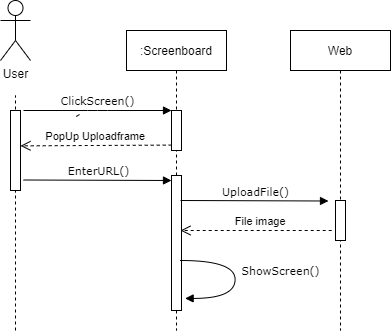 :Screenboard
Web
User
ClickScreen()
PopUp Uploadframe
EnterURL()
UploadFile()
File image
ShowScreen()